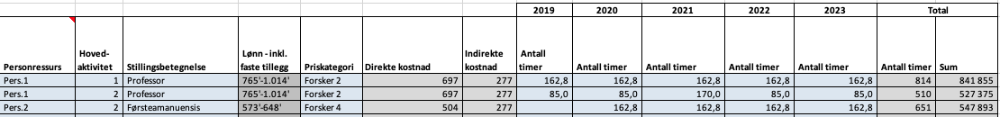 2019 2020 2021 2022 2023 Total
Hoved- Lønn - inkl. Indirekte Antall
Personressurs aktivitet Stillingsbetegnelse faste tillegg Priskategori Direkte kostnad kostnad timer Antall timer Antall timer Antall timer Antall timer Antall timer Sum
Pers.1 1 Professor 765'-1.014' Forsker 2 697 277 162,8 162,8 162,8 162,8 162,8 814 841 855
Pers.1 2 Professor 765'-1.014' Forsker 2 697 277 85,0 85,0 170,0 85,0 85,0 510 527 375
Pers.2 2 Førsteamanuensis 573'-648' Forsker 4 504 277 162,8 162,8 162,8 162,8 651 547 893